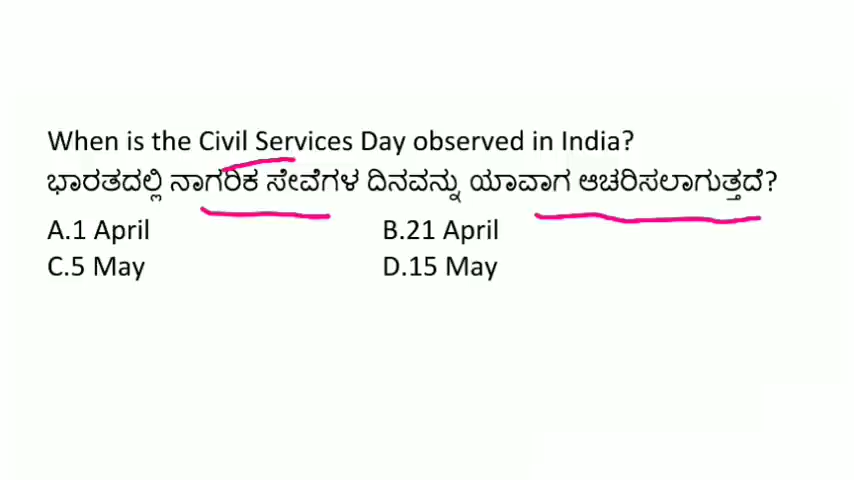 When is the Civil Services Day observed in India?
ಭಾರತದಲ್ಲಿ ನಾಗರಿಕ ಸೇವೆಗಳ ದಿನವನ್ನು ಯಾವಾಗ ಆಚರಿಸಲಾಗುತ್ತದೆ?
A.1 April B.21 April
C.5 May D.15 May